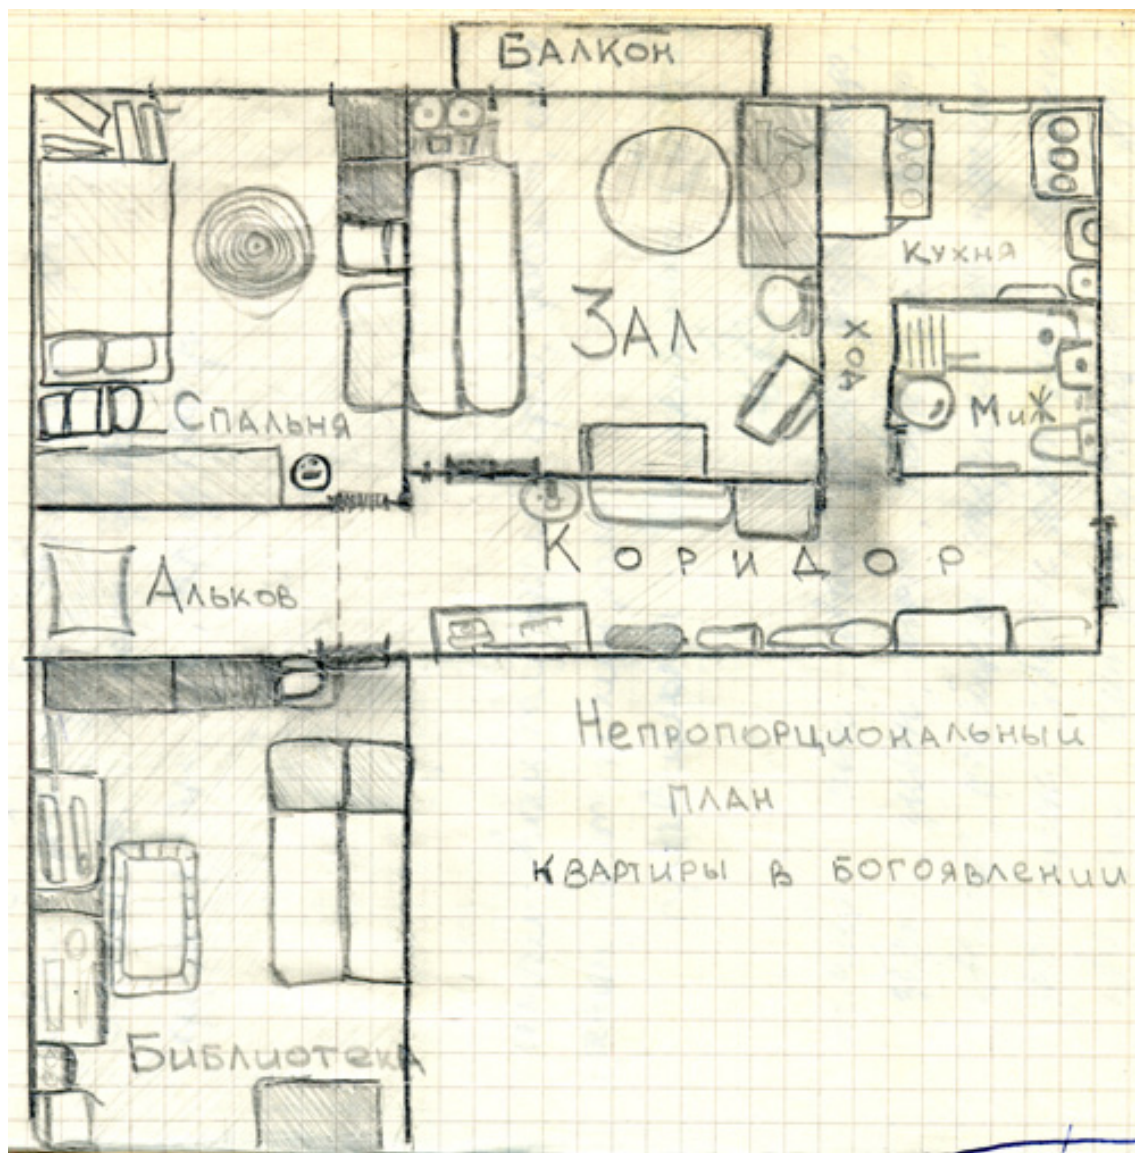 Балкон
Зал
Кухня
Ход
МиЖ
Спальня
Альков
Коридор
Непропорциональный
план
квартиры в Богоявлении
Библиотека